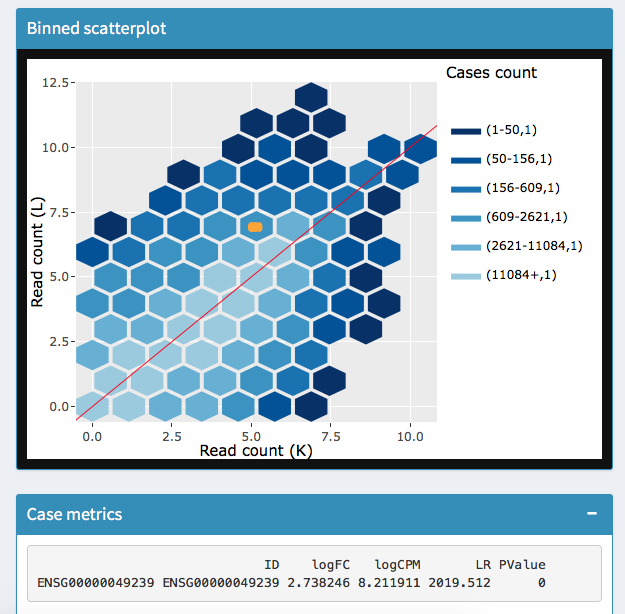 Binned scatterplot
Cases count
12.5
10.0
7.5
5.0
2.5
0.0
Read count (L)
(1-50,1)
(50-156,1)
(156-609,1)
(609-2621,1)
(2621-11084,1)
(11084+,1)
0.0 2.5 5.0 7.5 10.0
Read count (K)
Case metrics
ID logFC logCPM LR PValue
ENSG00000049239 ENSG00000049239 2.738246 8.211911 2019.512 0